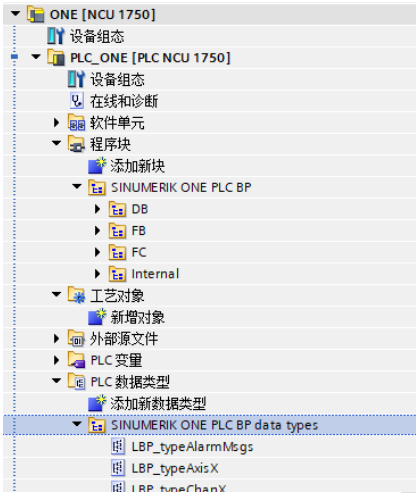 ONE [NCU 1750]
设备组态
PLC_ONE [PLC NCU 1750]
设备组态
在线和诊断
软件单元
程序块
添加新块
SINUMERIK ONE PLC BP
DB
FB
FC
Internal
工艺对象
新增对象
外部源文件
PLC 变量
PLC 数据类型
添加新数据类型
SINUMERIK ONE PLC BP data types
LBP_typeAlarmMsgs
LBP_typeAxisX
LBP_typeChanX